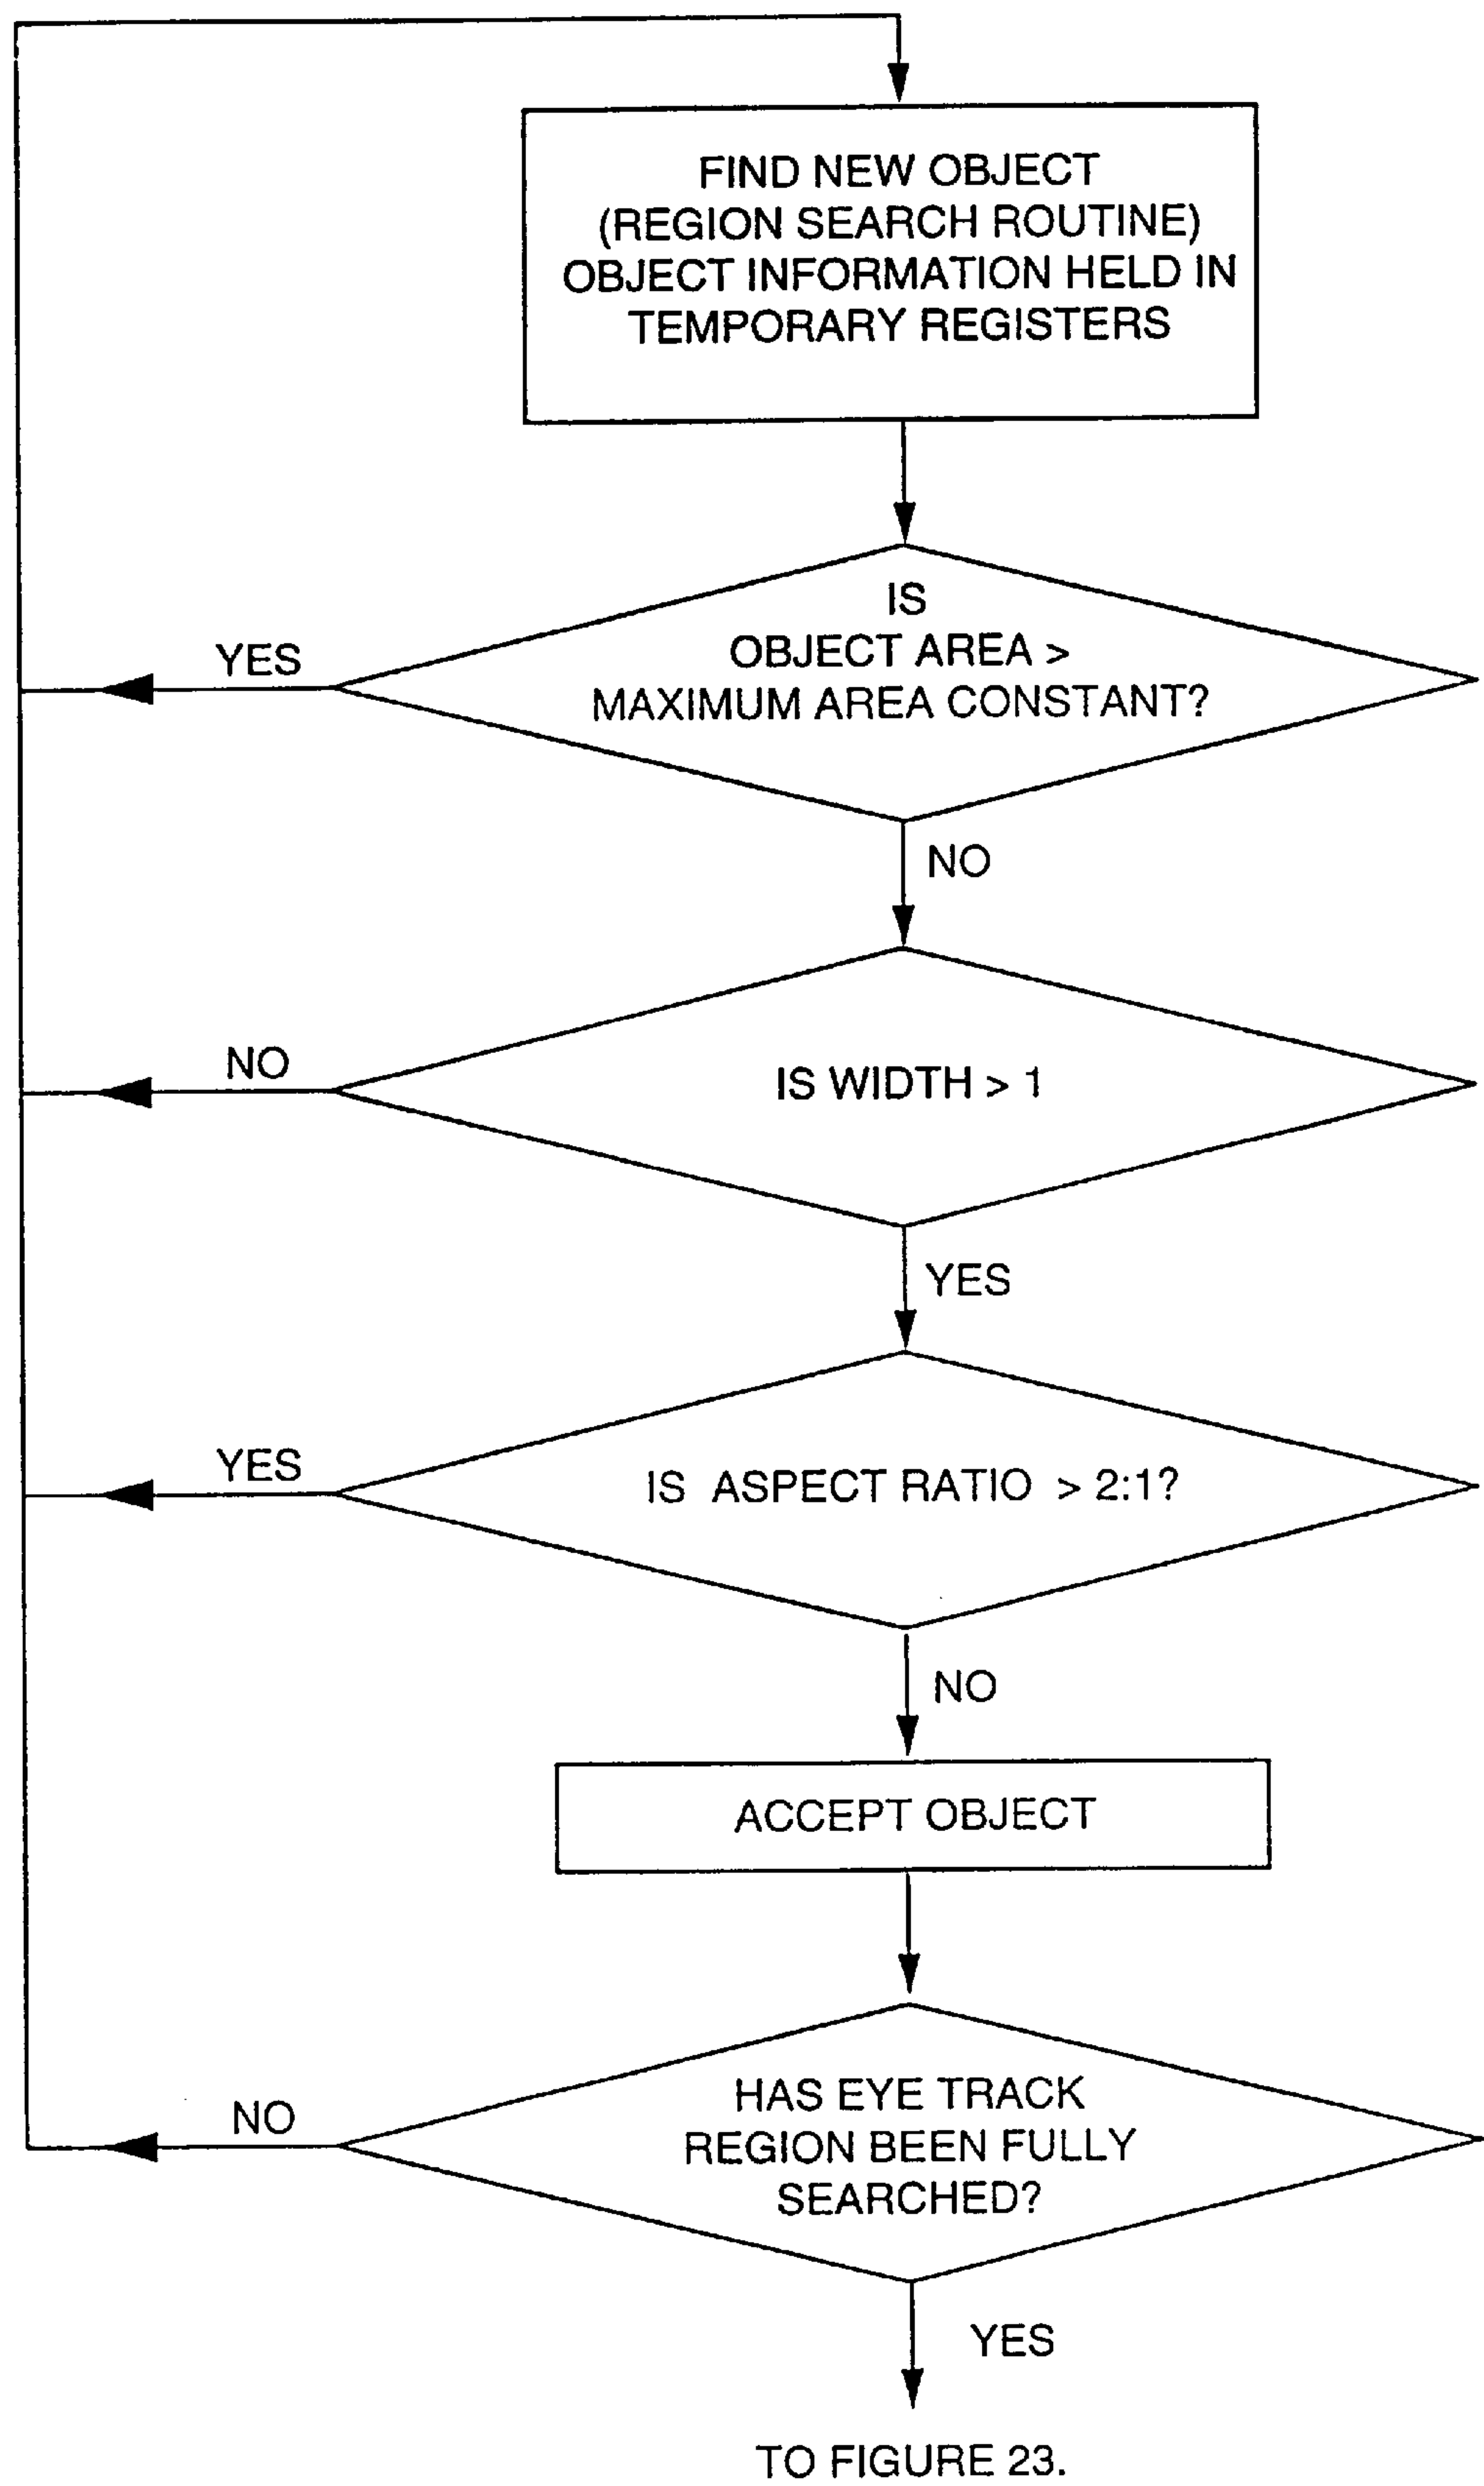 FIND NEW OBJECT
(REGION SEARCH ROUTINE)
OBJECT INFORMATION HELD IN
TEMPORARY REGISTERS
IS
OBJECT AREA >
MAXIMUM AREA CONSTANT?
YES
NO
IS WIDTH > 1
NO
YES
IS ASPECT RATIO > 2:1?
YES
NO
ACCEPT OBJECT
HAS EYE TRACK
REGION BEEN FULLY
SEARCHED?
NO
YES
TO FIGURE 23.